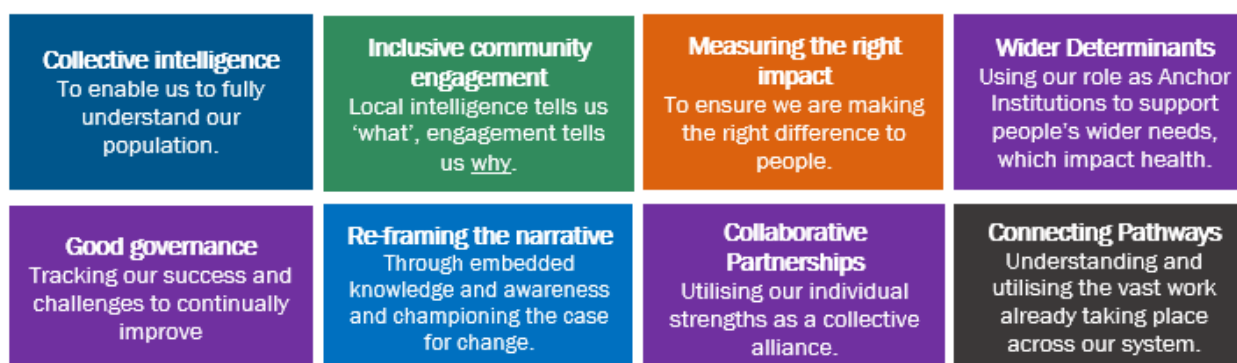 Collective intelligence
To enable us to fully
understand our
population.
Inclusive community
engagement
Local intelligence tells us
‘what’, engagement tells
us why.
Measuring the right
impact
To ensure we are making
the right difference to
people.
Wider Determinants
Using our role as Anchor
Institutions to support
people’s wider needs,
which impact health.
Good governance
Tracking our success and
challenges to continually
improve
Re-framing the narrative
Through embedded
knowledge and awareness
and championing the case
for change.
Collaborative
Partnerships
Utilising our individual
strengths as a collective
alliance.
Connecting Pathways
Understanding and
utilising the vast work
already taking place
across our system.